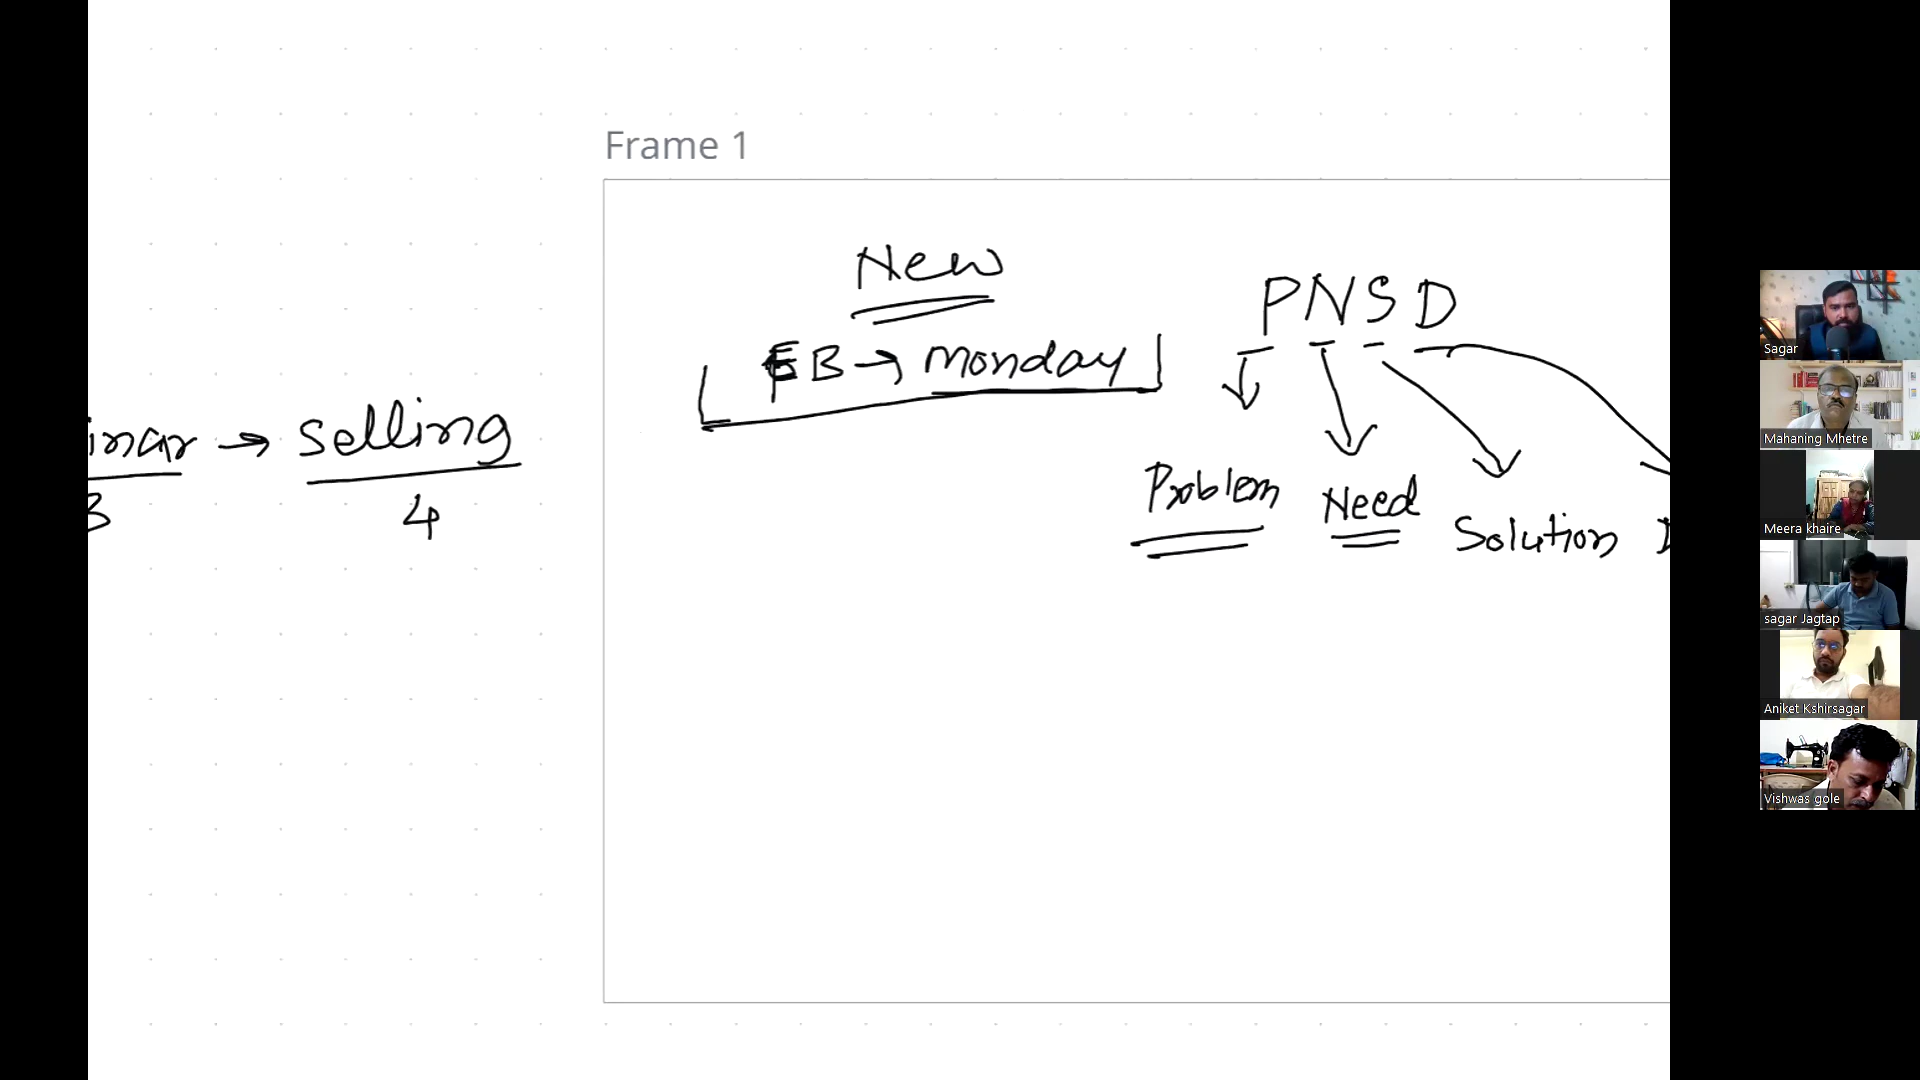 Frame 1
New
PNSD
B → Monday
inar → selling
3
4
Problem Need Solution D
Sagar
Mahaning Mhetre
Meera khaire
sagar Jagtap
Aniket Kshirsagar
Vishwas gole